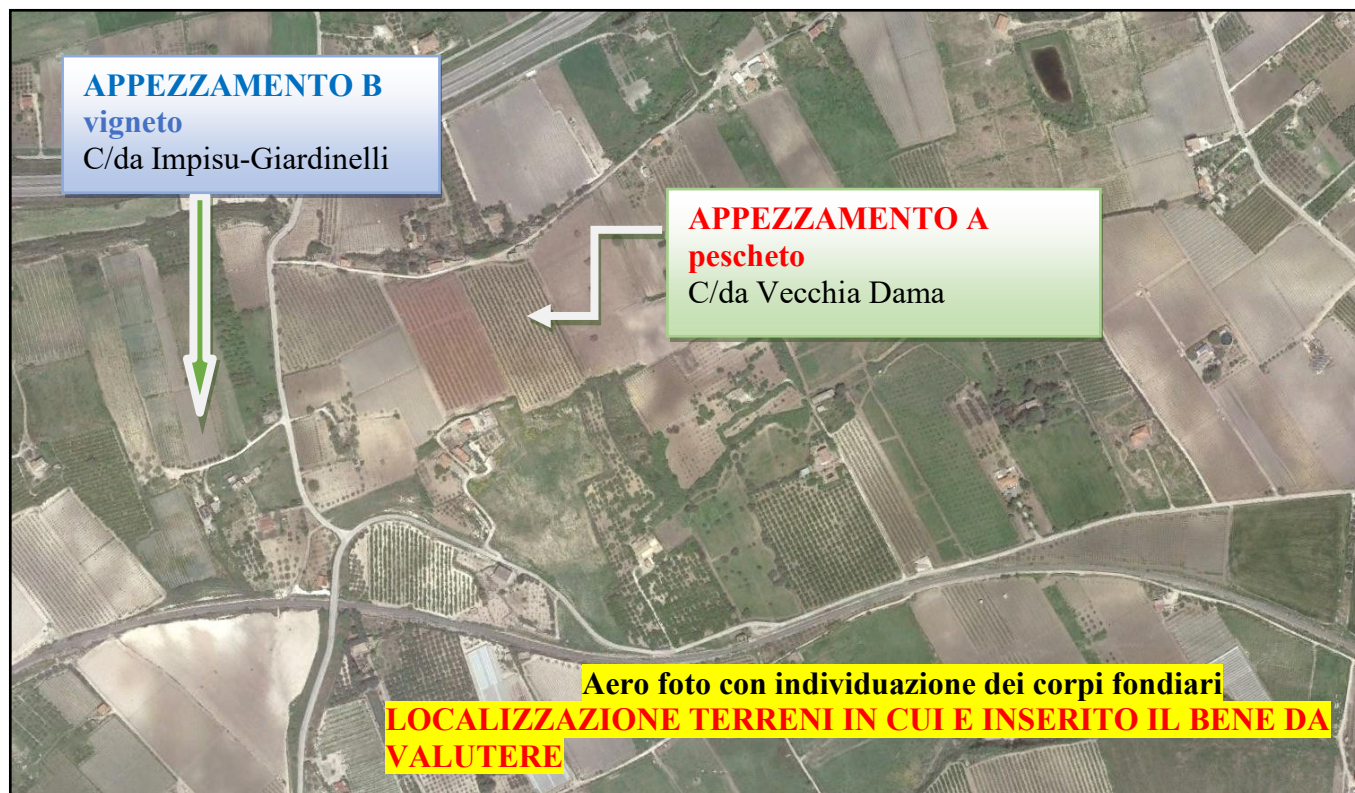 APPEZZAMENTO B
vigneto
C/da Impisu-Giardinelli
APPEZZAMENTO A
pescheto
C/da Vecchia Dama
Aero foto con individuazione dei corpi fondiari
LOCALIZZAZIONE TERRENI IN CUI E INSERITO IL BENE DA
VALUTERE